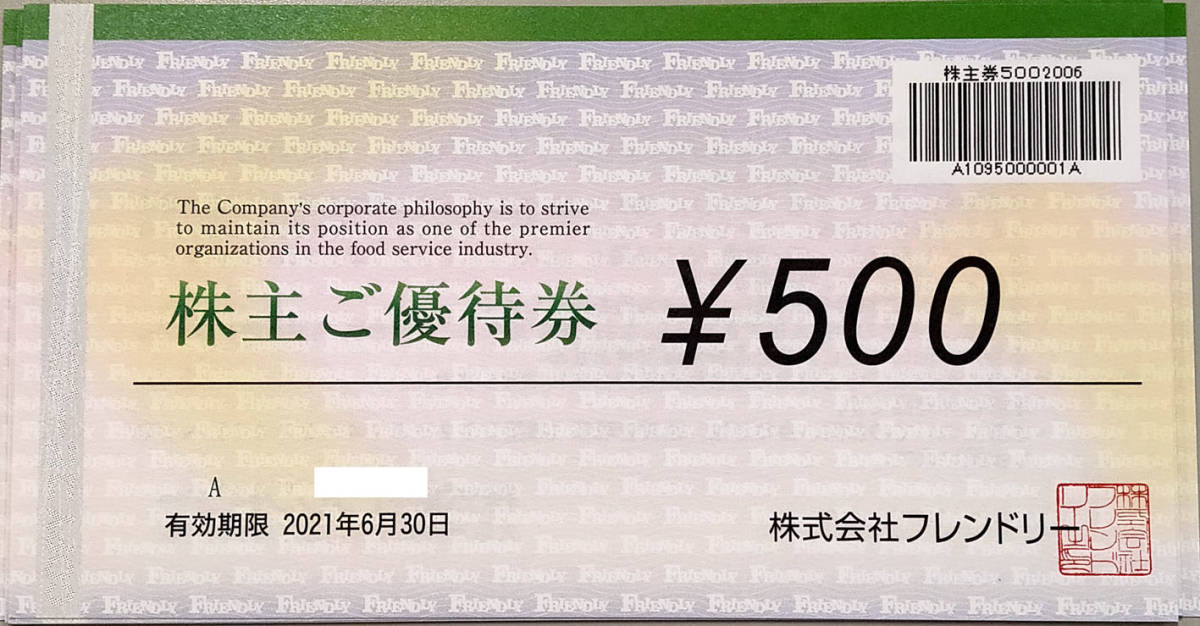 株主券5002006
A1095000001A
The Company's corporate philosophy is to strive
to maintain its position as one of the premier
organizations in the food service industry.
株主ご優待券 ¥500
A
有効期限 2021年6月30日
株式会社フレンドリー
FRIENDLY